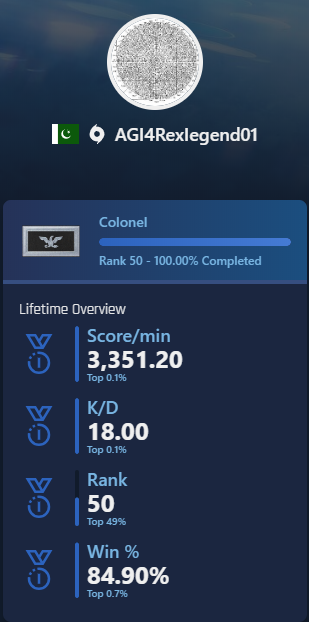 AGI4Rexlegend01
Colonel
Rank 50 - 100.00% Completed
Lifetime Overview
Score/min
3,351.20
Top 0.1%
K/D
18.00
Top 0.1%
Rank
50
Top 49%
Win %
84.90%
Top 0.7%